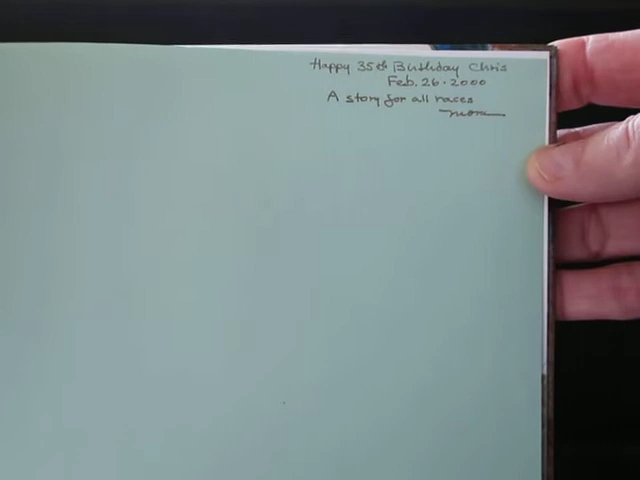 Happy 35th Birthday Chris
Feb. 26 - 2000
A story for all races
mom